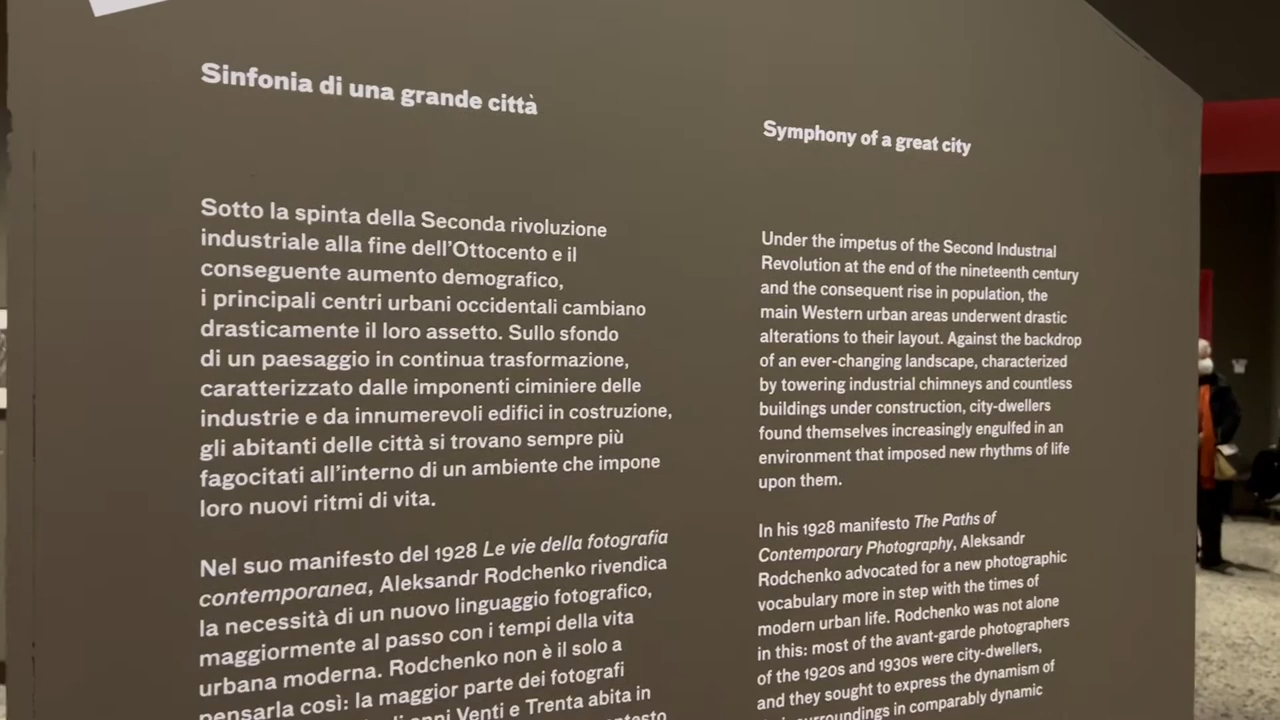 Sinfonia di una grande città
Sotto la spinta della Seconda rivoluzione
industriale alla fine dell'Ottocento e il
conseguente aumento demografico,
i principali centri urbani occidentali cambiano
drasticamente il loro assetto. Sullo sfondo
di un paesaggio in continua trasformazione,
caratterizzato dalle imponenti ciminiere delle
industrie e da innumerevoli edifici in costruzione,
gli abitanti delle città si trovano sempre più
fagocitati all'interno di un ambiente che impone
loro nuovi ritmi di vita.
Nel suo manifesto del 1928 Le vie della fotografia
contemporanea, Aleksandr Rodchenko rivendica
la necessità di un nuovo linguaggio fotografico,
maggiormente al passo con i tempi della vita
urbana moderna. Rodchenko non è il solo a
pensarla così: la maggior parte dei fotografi
anni Venti e Trenta abita in
Symphony of a great city
Under the impetus of the Second Industrial
Revolution at the end of the nineteenth century
and the consequent rise in population, the
main Western urban areas underwent drastic
alterations to their layout. Against the backdrop
of an ever-changing landscape, characterized
by towering industrial chimneys and countless
buildings under construction, city-dwellers
found themselves increasingly engulfed in an
environment that imposed new rhythms of life
upon them.
In his 1928 manifesto The Paths of
Contemporary Photography, Aleksandr
Rodchenko advocated for a new photographic
vocabulary more in step with the times of
modern urban life. Rodchenko was not alone
in this: most of the avant-garde photographers
of the 1920s and 1930s were city-dwellers,
and they sought to express the dynamism of
surroundings in comparably dynamic